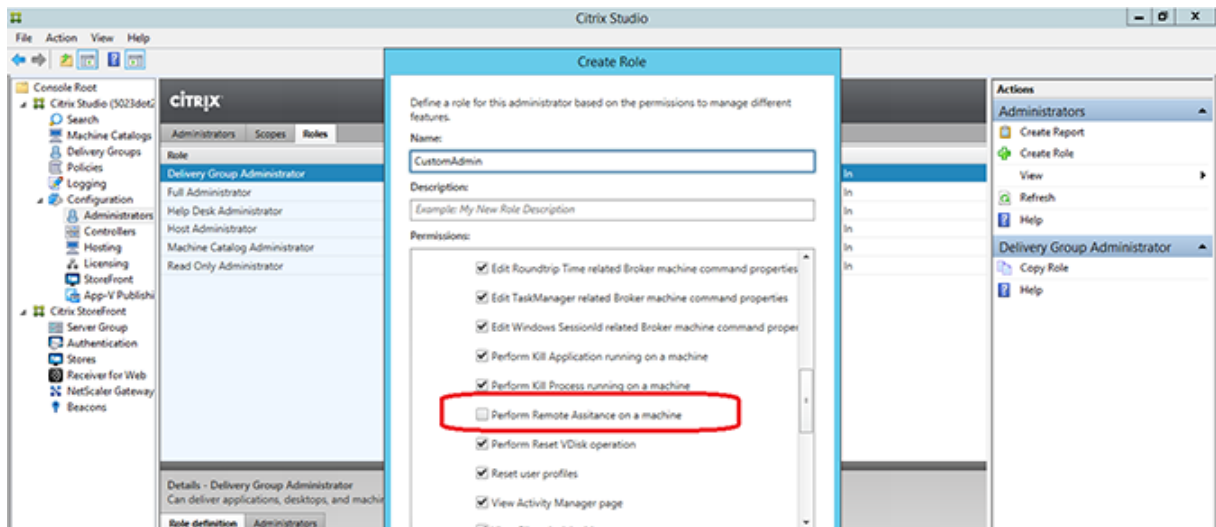 Citrix Studio
File Action View Help
Console Root
Citrix Studio (5023dot2
Search
Machine Catalogs
Delivery Groups
Policies
Logging
Configuration
Administrators
Controllers
Hosting
Licensing
StoreFront
App-V Publishi
Citrix StoreFront
Server Group
Authentication
Stores
Receiver for Web
NetScaler Gateway
Beacons
CITRIX
Administrators Scopes Roles
Role
Delivery Group Administrator
Full Administrator
Help Desk Administrator
Host Administrator
Machine Catalog Administrator
Read Only Administrator
In
In
In
In
In
In
Details - Delivery Group Administrator
Can deliver applications, desktops, and machin
Role definition Administrators
Create Role
Define a role for this administrator based on the permissions to manage different
features.
Name:
CustomAdmin
Description:
Example: My New Role Description
Permissions:
Edit Roundtrip Time related Broker machine command properties
Edit TaskManager related Broker machine command properties
Edit Windows SessionId related Broker machine command proper
Perform Kill Application running on a machine
Perform Kill Process running on a machine
Perform Remote Assitance on a machine
Perform Reset VDisk operation
Reset user profiles
View Activity Manager page
Actions
Administrators
Create Report
Create Role
View
Refresh
Help
Delivery Group Administrator
Copy Role
Help